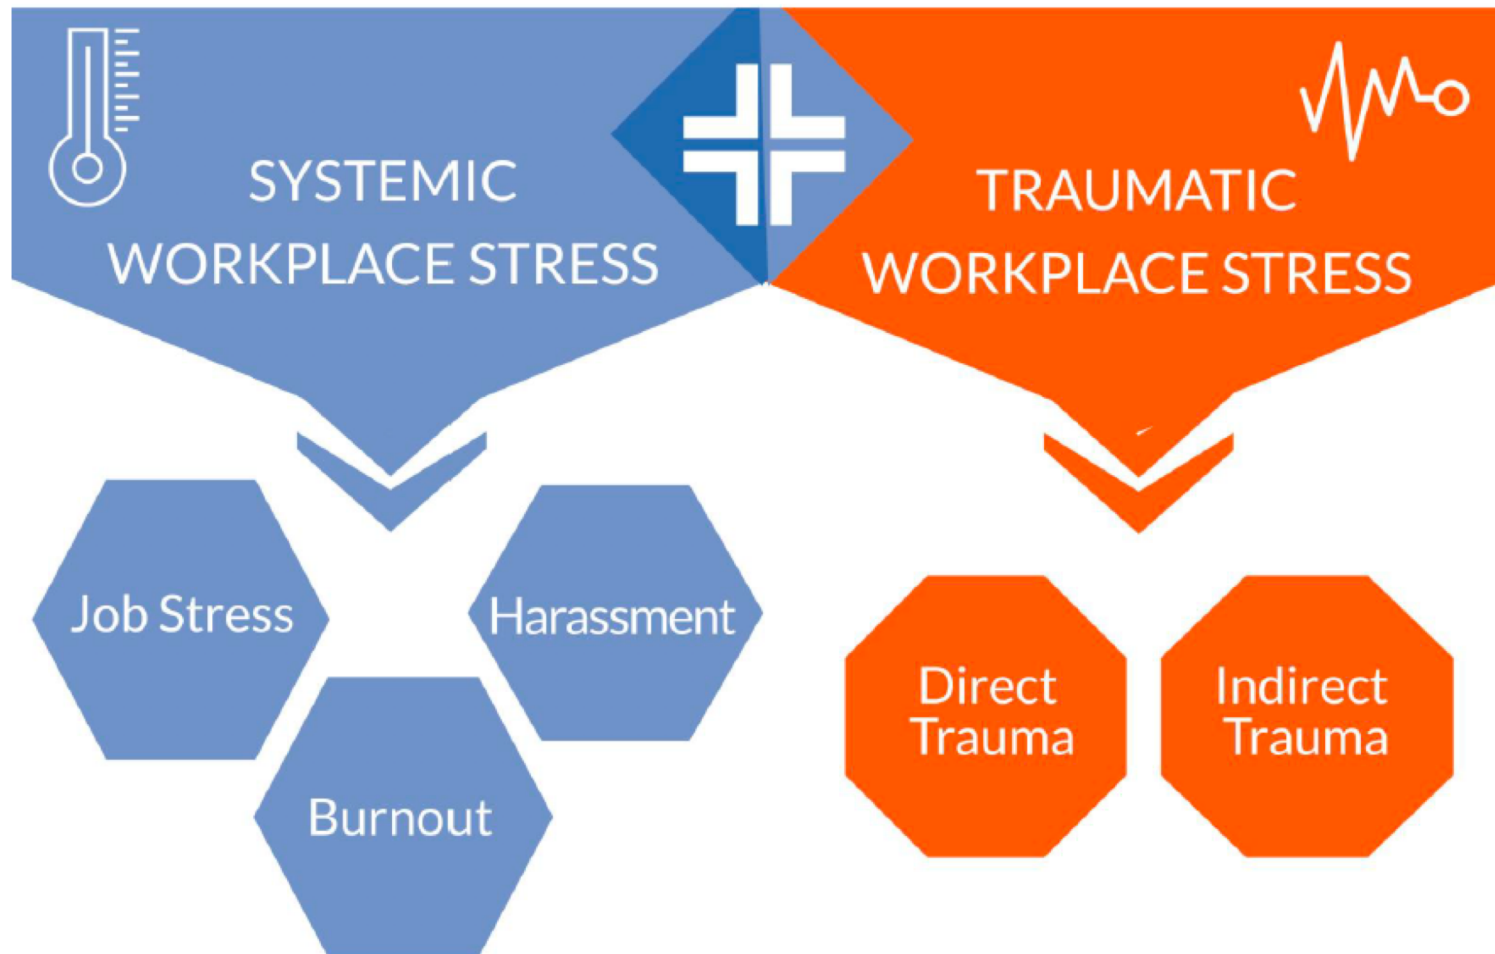 SYSTEMIC
WORKPLACE STRESS
TRAUMATIC
WORKPLACE STRESS
Job Stress
Harassment
Burnout
Direct
Trauma
Indirect
Trauma